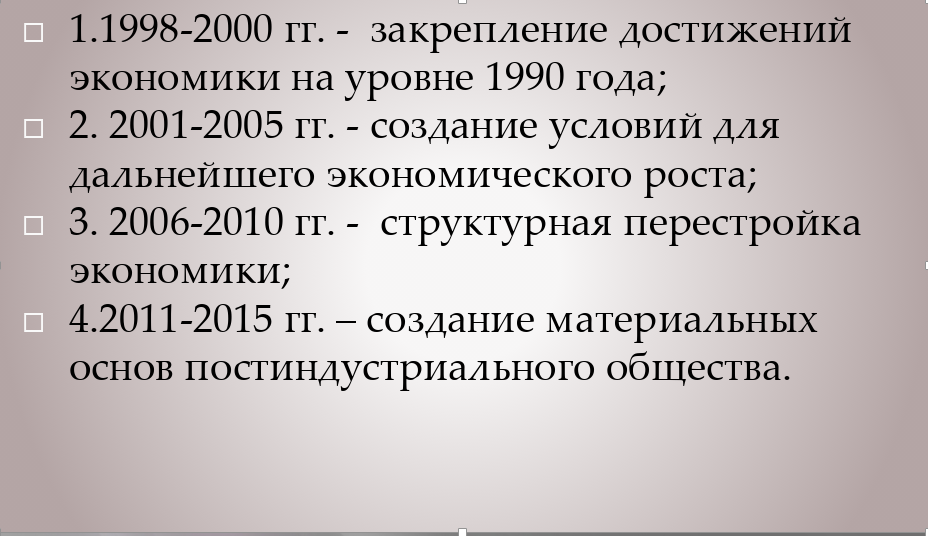 1.1998-2000 гг. -  закрепление достижений
экономики на уровне 1990 года;
2. 2001-2005 гг. - создание условий для
дальнейшего экономического роста;
3. 2006-2010 гг. -  структурная перестройка
экономики;
4.2011-2015 гг. – создание материальных
основ постиндустриального общества.